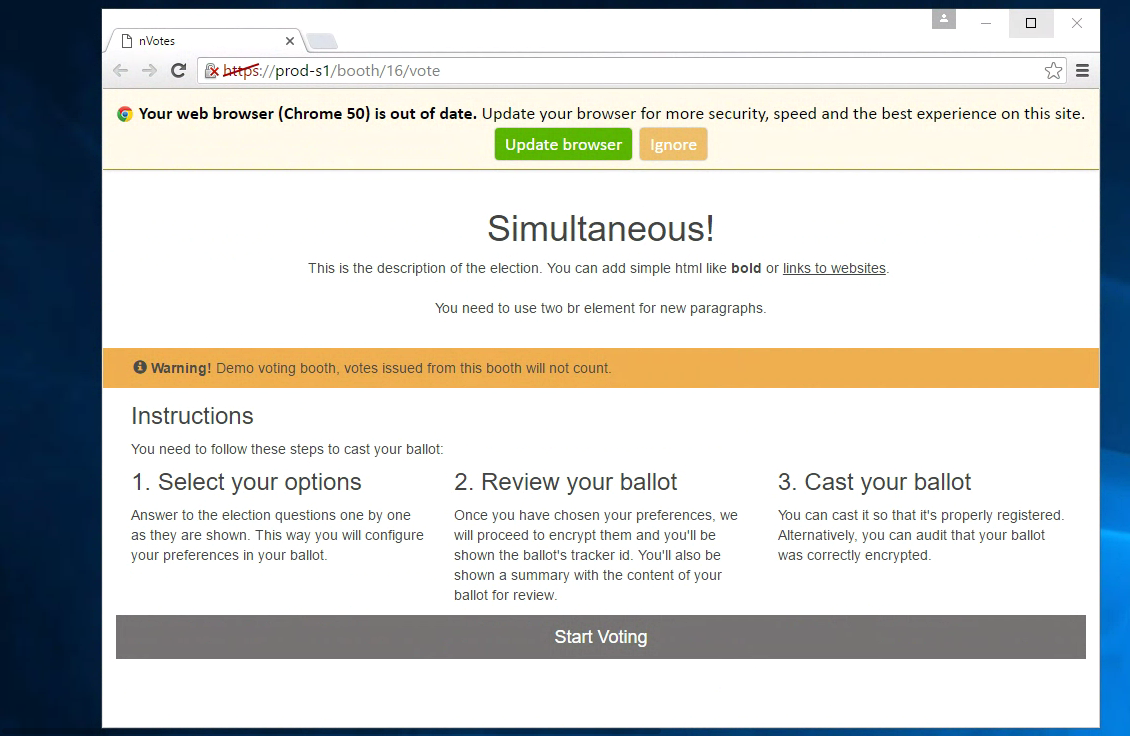 nVotes
https://prod-s1/booth/16/vote
Your web browser (Chrome 50) is out of date. Update your browser for more security, speed and the best experience on this site.
Update browser Ignore
Simultaneous!
This is the description of the election. You can add simple html like bold or links to websites.
You need to use two br element for new paragraphs.
Warning! Demo voting booth, votes issued from this booth will not count.
Instructions
You need to follow these steps to cast your ballot:
1. Select your options
Answer to the election questions one by one
as they are shown. This way you will configure
your preferences in your ballot.
2. Review your ballot
Once you have chosen your preferences, we
will proceed to encrypt them and you'll be
shown the ballot's tracker id. You'll also be
shown a summary with the content of your
ballot for review.
3. Cast your ballot
You can cast it so that it's properly registered.
Alternatively, you can audit that your ballot
was correctly encrypted.
Start Voting